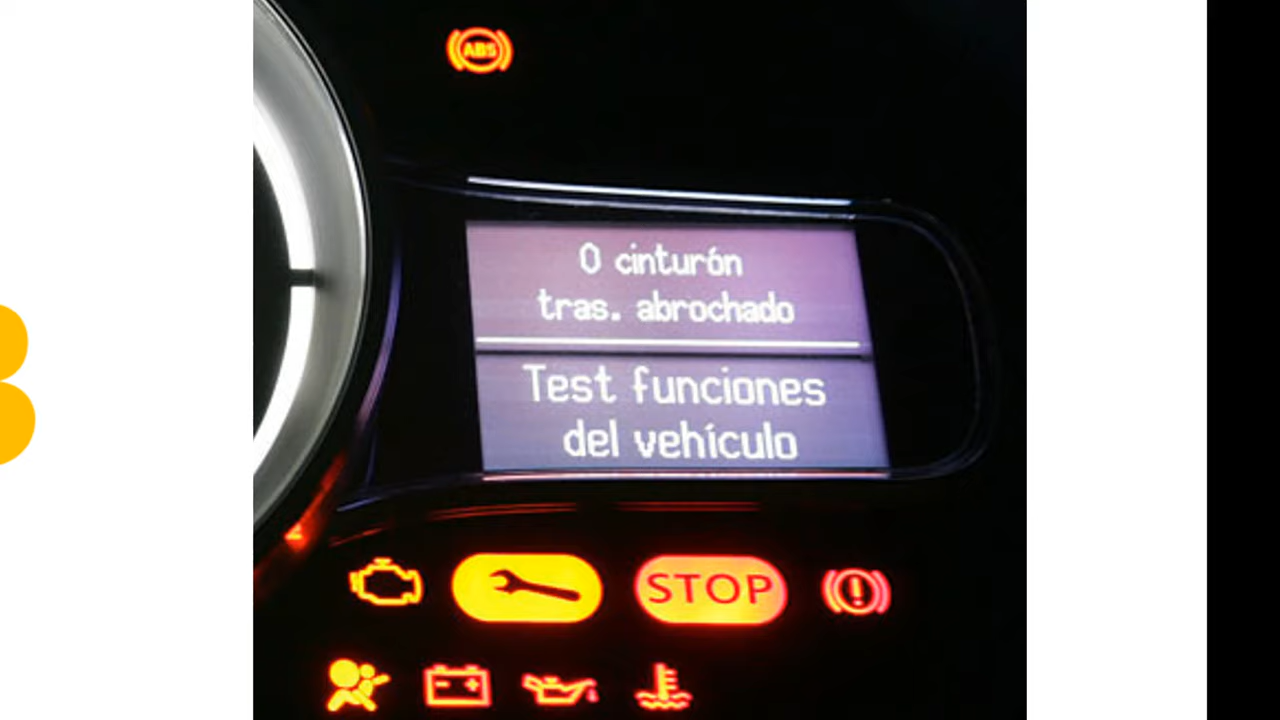 ABS
0 cinturón
tras. abrochado
Test funciones
del vehículo
STOP